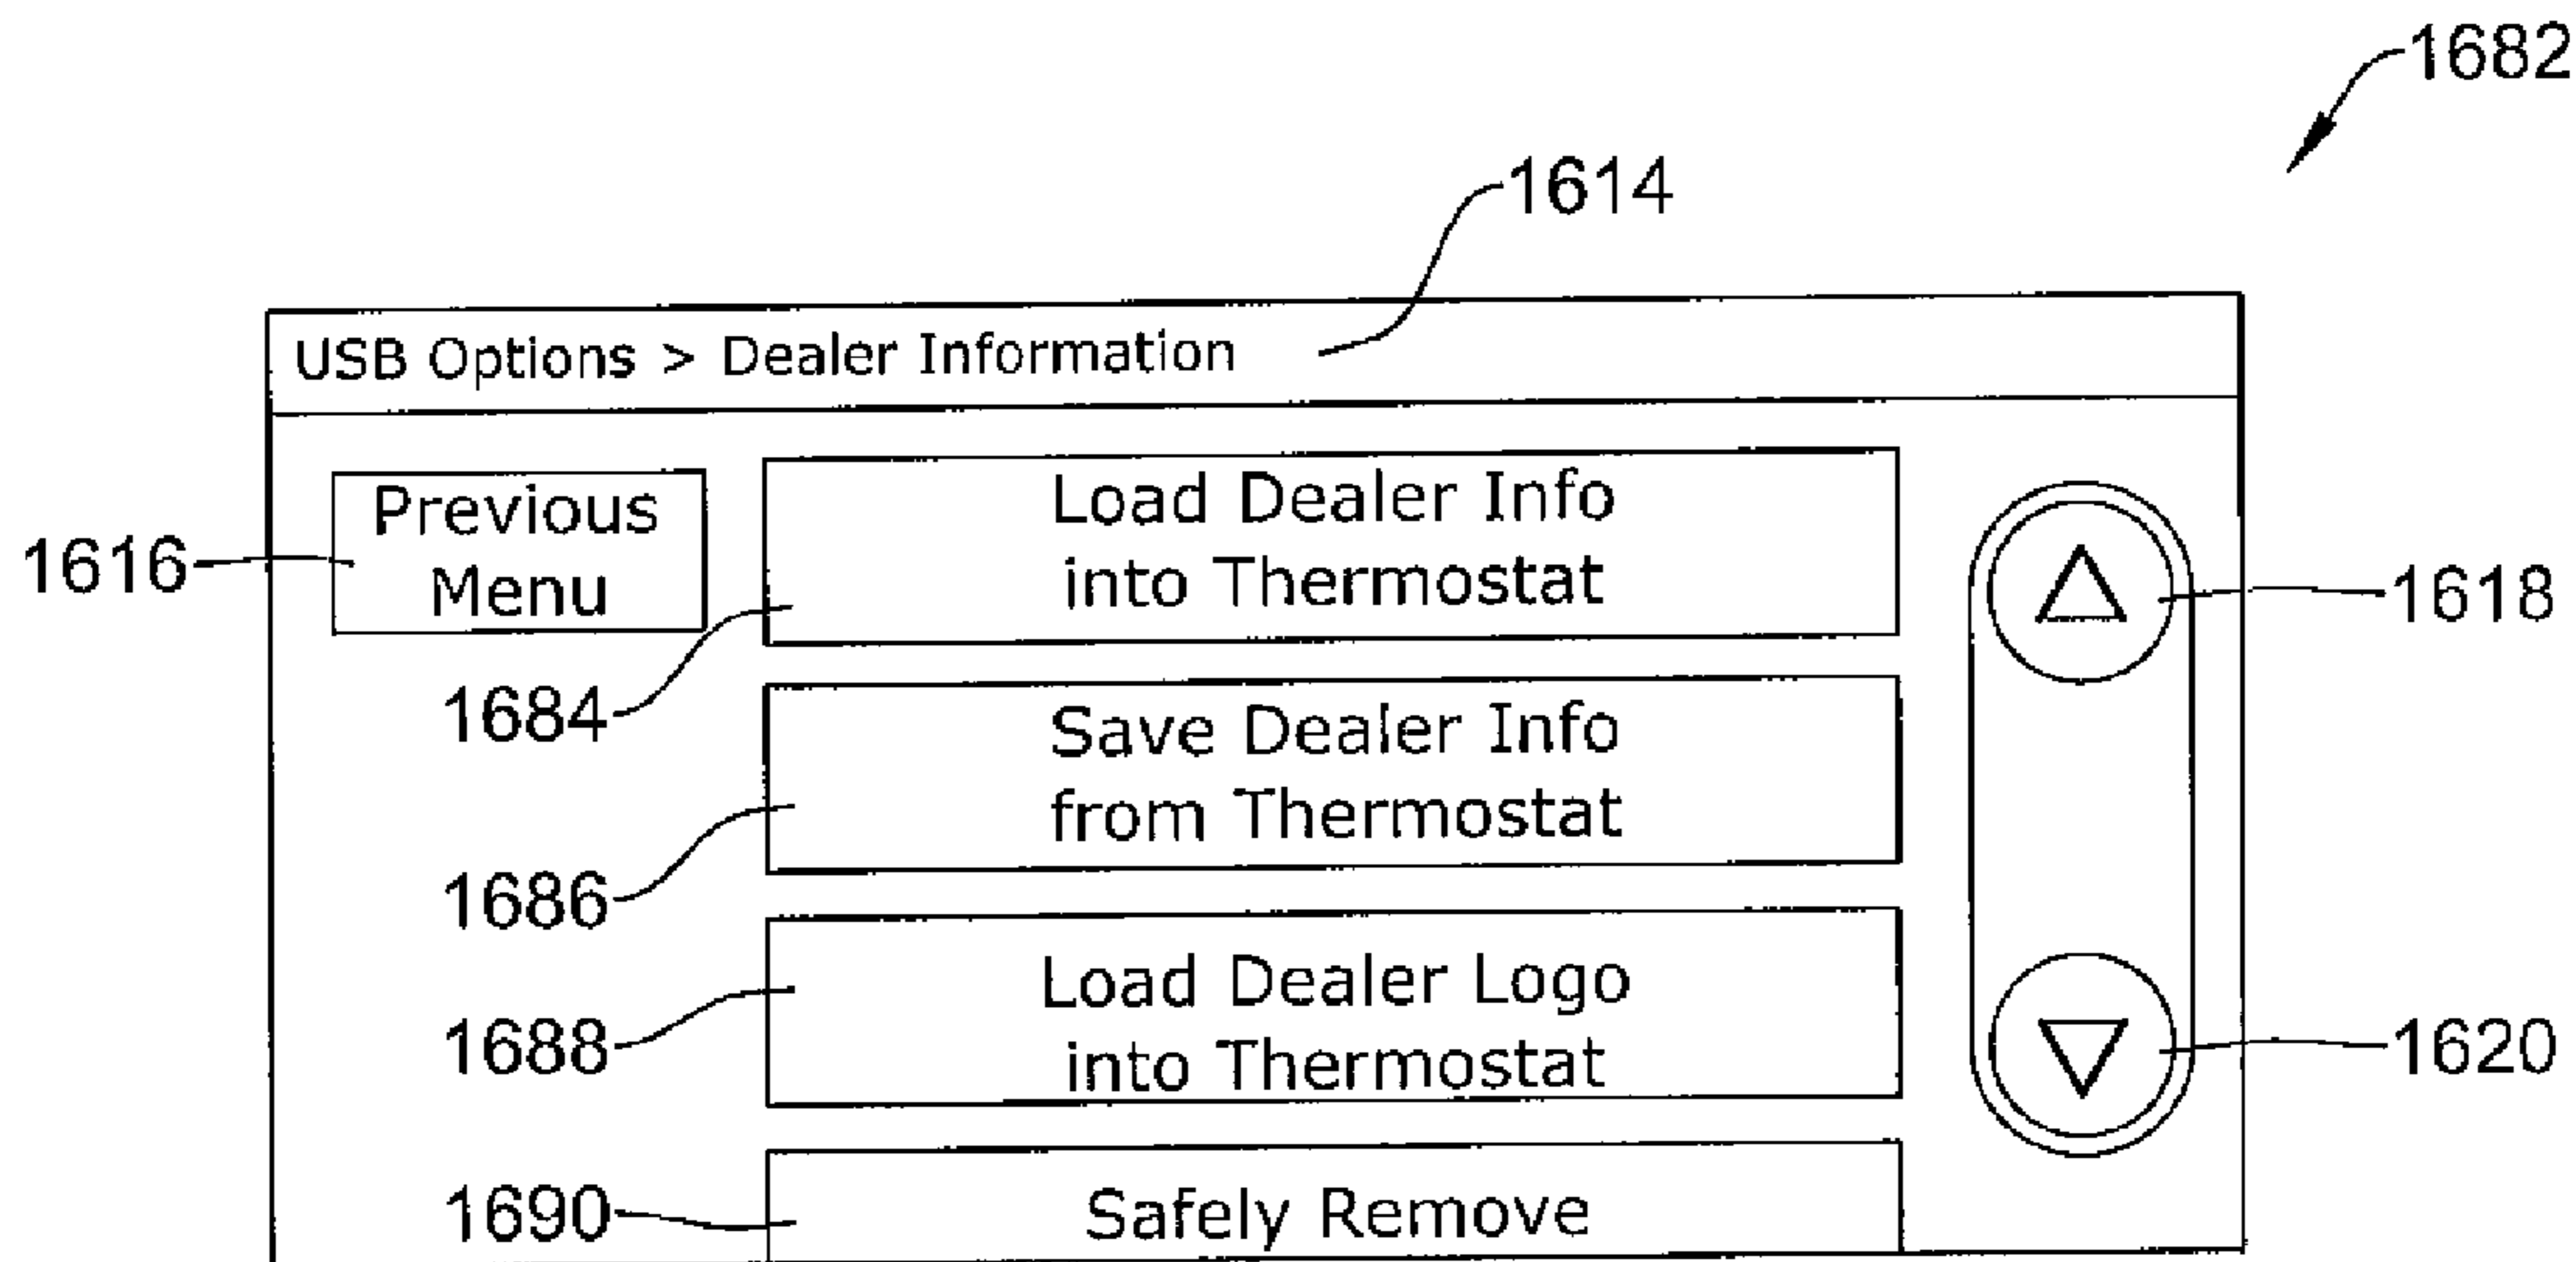 1682
1614
USB Options > Dealer Information
Previous
Menu
1616
Load Dealer Info
into Thermostat
1618
1684
Save Dealer Info
from Thermostat
1686
Load Dealer Logo
into Thermostat
1688
1620
1690
Safely Remove